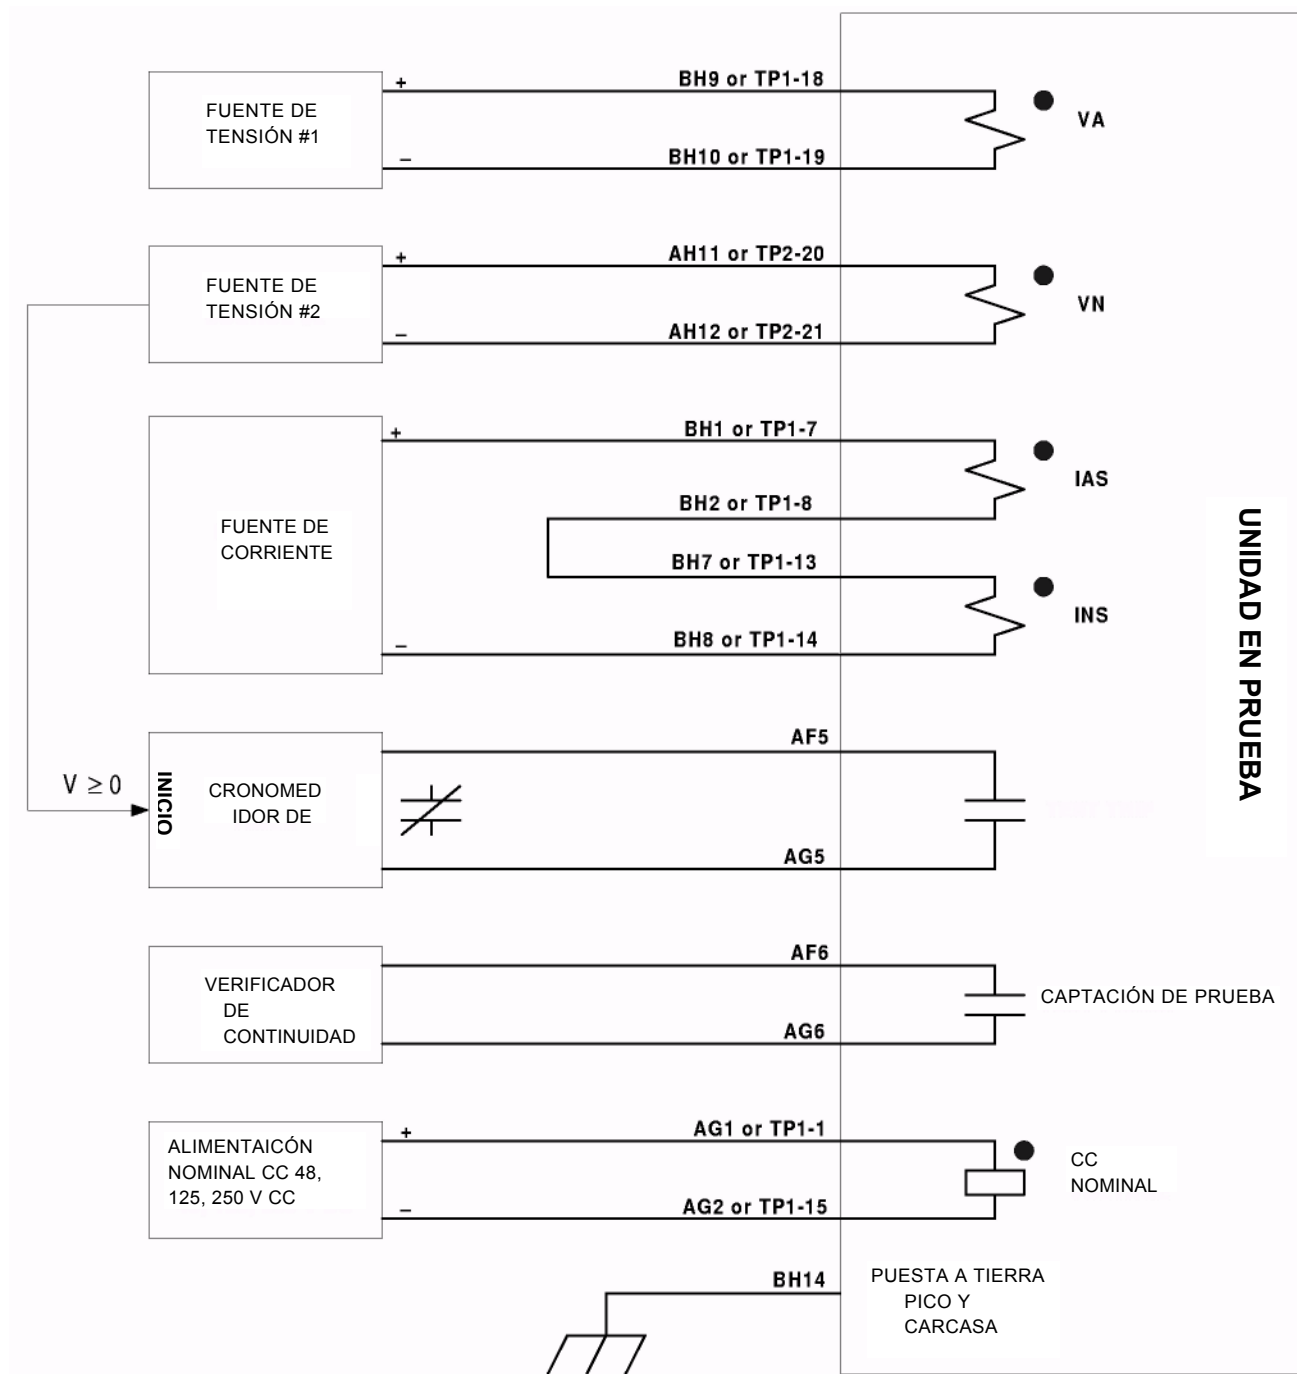 BH9 or TP1-18
+
FUENTE DE
TENSIÓN #1
VA
BH10 or TP1-19
–
AH11 or TP2-20
+
FUENTE DE
TENSIÓN #2
VN
AH12 or TP2-21
–
BH1 or TP1-7
+
IAS
BH2 or TP1-8
FUENTE DE
CORRIENTE
BH7 or TP1-13
INS
BH8 or TP1-14
–
UNIDAD EN PRUEBA
AF5
V ≥ 0
INICIO
CRONOMED
IDOR DE
AG5
AF6
VERIFICADOR
DE
CONTINUIDAD
CAPTACIÓN DE PRUEBA
AG6
AG1 or TP1-1
+
ALIMENTAICÓN
NOMINAL CC 48,
125, 250 V CC
CC
NOMINAL
AG2 or TP1-15
–
BH14
PUESTA A TIERRA
PICO Y
CARCASA